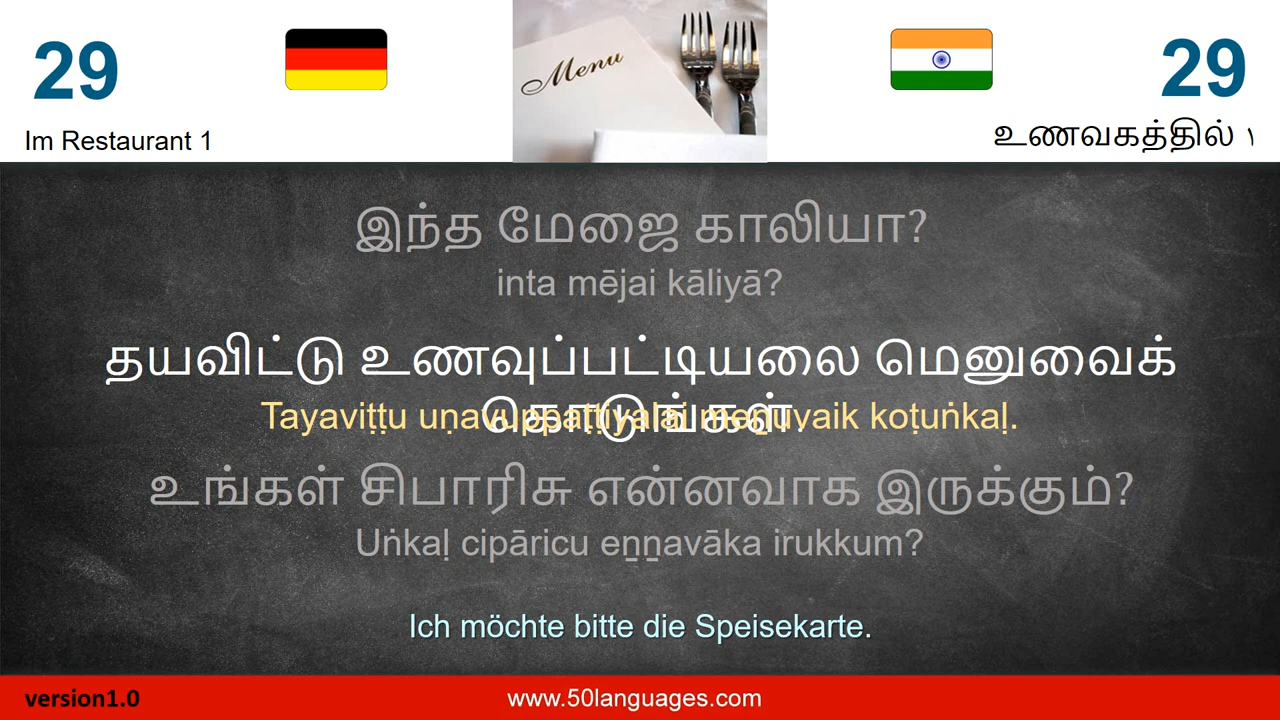 29
29
Im Restaurant 1
Menu
உணவகத்தில் ١
இந்த மேஜை காலியா?
inta mējai kāliyā?
தயவிட்டு உணவுப்பட்டியலை மெனுவைக்
கொடுங்கள்.
Tayaviṭṭu uṇavuppaṭṭiyalai meṉuvaik koṭuṅkaḷ.
உங்கள் சிபாரிசு என்னவாக இருக்கும்?
Uṅkaḷ cipāricu eṉṉavāka irukkum?
Ich möchte bitte die Speisekarte.
version1.0
www.50languages.com